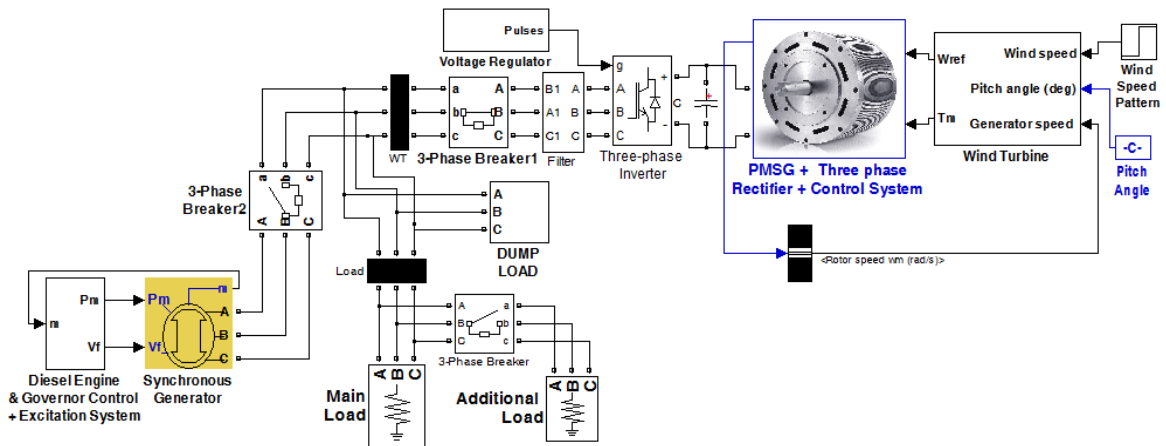 Pulses
Voltage Regulator
a
b
c
A
B
C
WT
3-Phase Breaker1
B1
A1
C1
A
B
C
Filter
g
A
B
C
+
-
Three-phase
Inverter
C
+
PMSG + Three phase
Rectifier + Control System
Wref
Tm
Wind speed
Pitch angle (deg)
Generator speed
Wind Turbine
Wind
Speed
Pattern
-C-
Pitch
Angle
<Rotor speed wm (rad/s)>
a
b
c
A
B
C
3-Phase
Breaker2
A
B
C
DUMP
LOAD
Load
A
B
C
a
b
c
3-Phase Breaker
A B C
Main
Load
A B C
Additional
Load
m
Pm
Vf
Diesel Engine
& Governor Control
+ Excitation System
Pm
Vf_
m
A
B
C
Synchronous
Generator